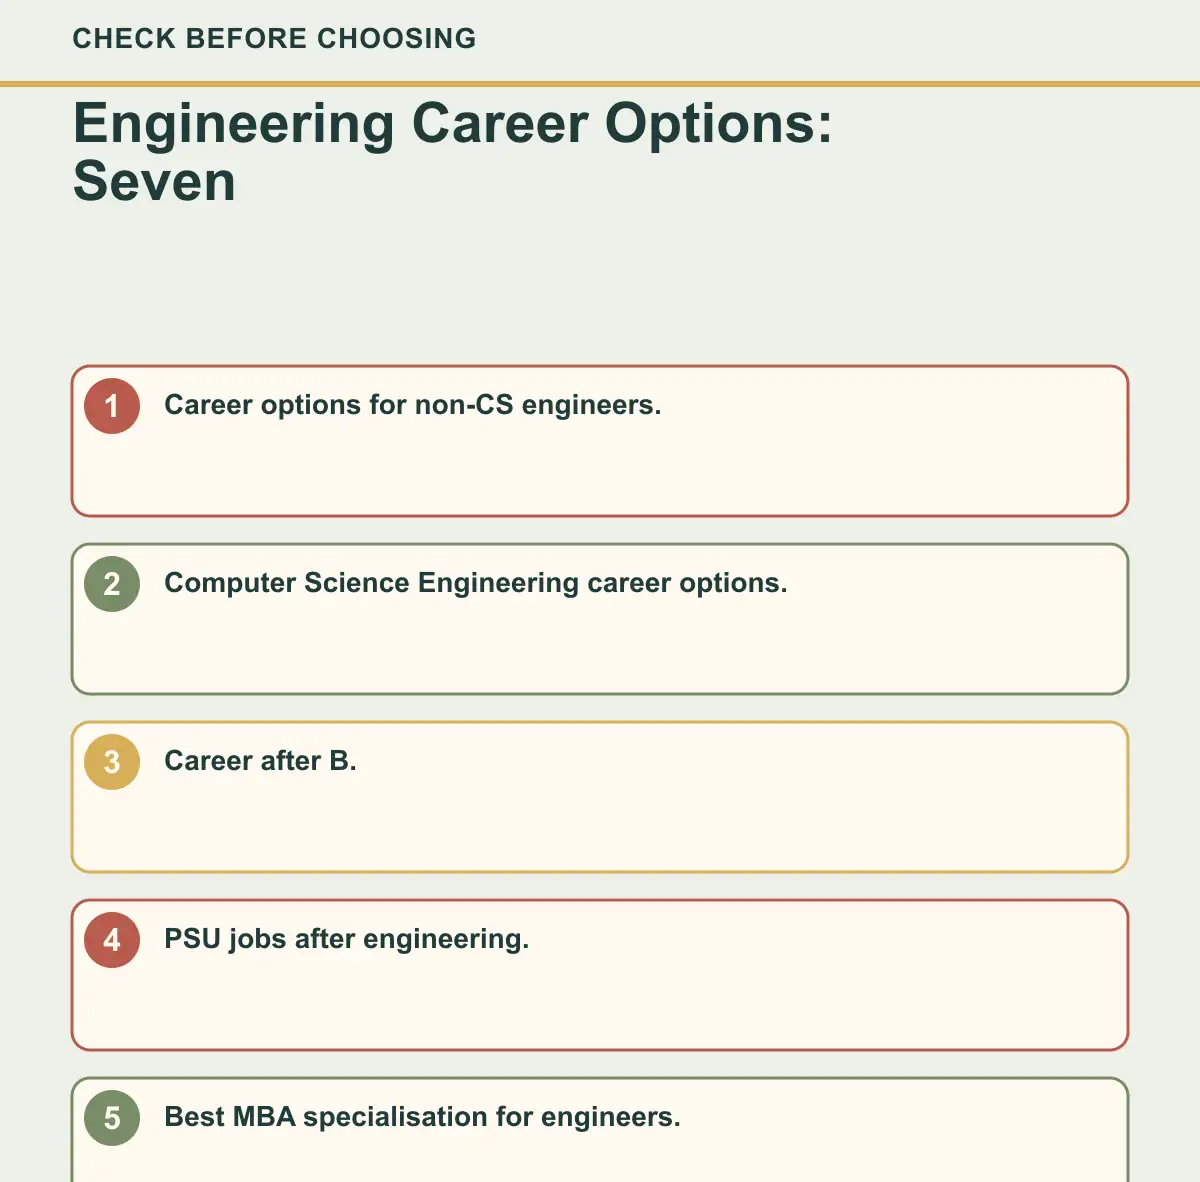 CHECK BEFORE CHOOSING
Engineering Career Options:
Seven
1 Career options for non-CS engineers.
2 Computer Science Engineering career options.
3 Career after B.
4 PSU jobs after engineering.
5 Best MBA specialisation for engineers.